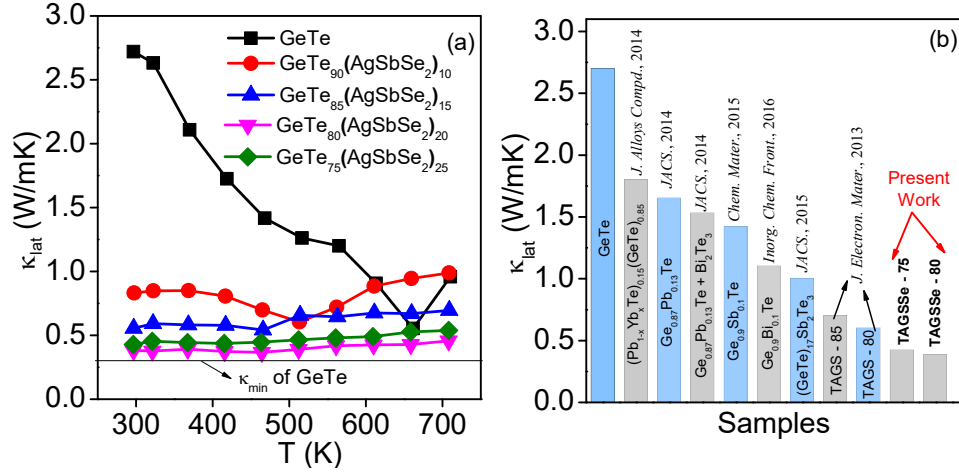 (a)
GeTe
GeTe₉₀(AgSbSe₂)₁₀
GeTe₈₅(AgSbSe₂)₁₅
GeTe₈₀(AgSbSe₂)₂₀
GeTe₇₅(AgSbSe₂)₂₅
3.0
2.5
2.0
1.5
1.0
0.5
0.0
κ_lat (W/mK)
κ_min of GeTe
300 400 500 600 700
T (K)
(b)
3.0
2.5
2.0
1.5
1.0
0.5
0.0
κ_lat (W/mK)
GeTe
(Pb₁₋ₓYbₓTe)₀.₁₅(GeTe)₀.₈₅
J. Alloys Compd., 2014
Ge₀.₈₇Pb₀.₁₃Te
JACS., 2014
Ge₀.₈₇Pb₀.₁₃Te + Bi₂Te₃
JACS., 2014
Ge₀.₉Sb₀.₁Te
Chem. Mater., 2015
Ge₀.₉Bi₀.₁Te
Inorg. Chem. Front., 2016
(GeTe)₁₇Sb₂Te₃
JACS., 2015
TAGS - 85
TAGS - 80
J. Electron. Mater., 2013
TAGSSe - 75
TAGSSe - 80
Present
Work
Samples